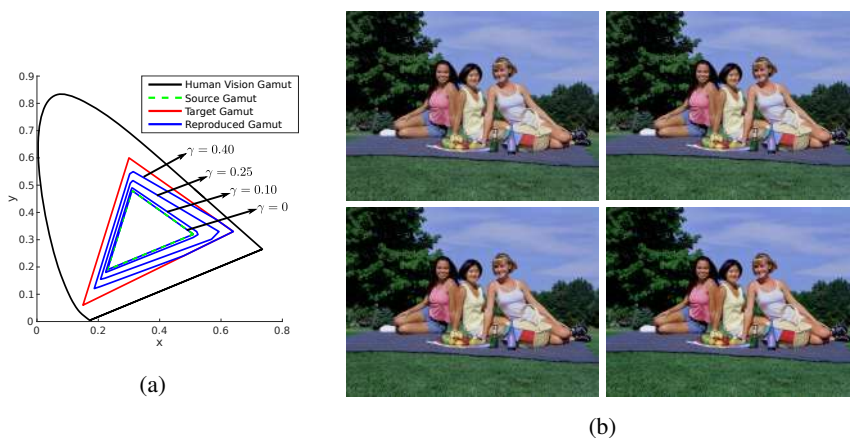 0.9
0.8
0.7
0.6
0.5
0.4
0.3
0.2
0.1
0
y
0 0.2 0.4 0.6 0.8
x
Human Vision Gamut
Source Gamut
Target Gamut
Reproduced Gamut
γ = 0.40
γ = 0.25
γ = 0.10
γ = 0
(a)
(b)